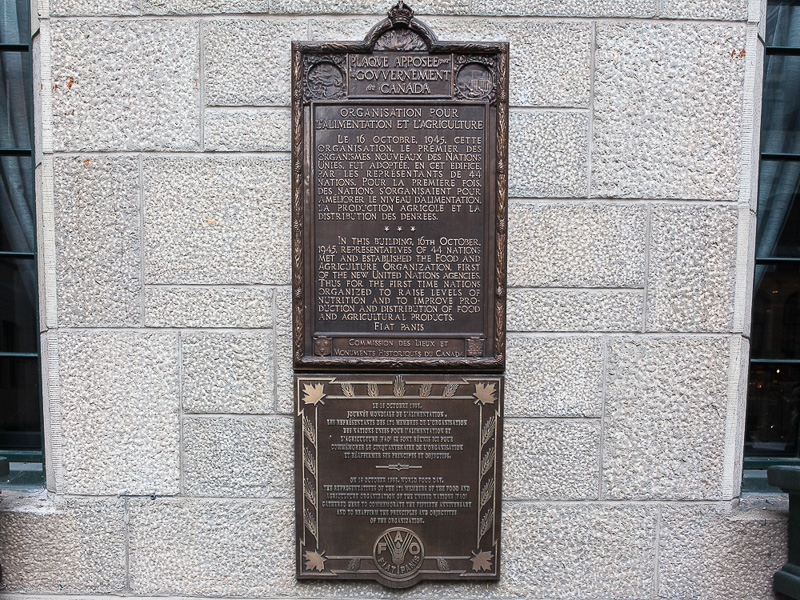 PLAQUE APPOSÉE par
le GOUVERNEMENT
de CANADA
ORGANISATION POUR
L'ALIMENTATION ET L'AGRICULTURE
LE 16 OCTOBRE, 1945, CETTE
ORGANISATION, LE PREMIER DES
ORGANISMES NOUVEAUX DES NATIONS
UNIES, FUT ADOPTÉE, EN CET ÉDIFICE
PAR LES REPRÉSENTANTS DE 44
NATIONS. POUR LA PREMIÈRE FOIS,
DES NATIONS S'ORGANISAIENT POUR
AMÉLIORER LE NIVEAU D'ALIMENTATION,
LA PRODUCTION AGRICOLE ET LA
DISTRIBUTION DES DENRÉES.
* * *
IN THIS BUILDING, 16TH OCTOBER,
1945, REPRESENTATIVES OF 44 NATIONS
MET AND ESTABLISHED THE FOOD AND
AGRICULTURE ORGANIZATION, FIRST
OF THE NEW UNITED NATIONS AGENCIES.
THUS FOR THE FIRST TIME NATIONS
ORGANIZED TO RAISE LEVELS OF
NUTRITION AND TO IMPROVE PRO-
DUCTION AND DISTRIBUTION OF FOOD
AND AGRICULTURAL PRODUCTS.
FIAT PANIS
COMMISSION DES LIEUX ET
MONUMENTS HISTORIQUES DU CANADA
LE 16 OCTOBRE 1995,
JOURNÉE MONDIALE DE L'ALIMENTATION,
LES REPRÉSENTANTS DES 171 MEMBRES DE L'ORGANISATION
DES NATIONS UNIES POUR L'ALIMENTATION ET
L'AGRICULTURE (FAO) SE SONT RÉUNIS ICI POUR
COMMÉMORER LE CINQUANTENAIRE DE L'ORGANISATION
ET RÉAFFIRMER SES PRINCIPES ET OBJECTIFS.
ON 16 OCTOBER 1995, WORLD FOOD DAY,
THE REPRESENTATIVES OF THE 171 MEMBERS OF THE FOOD AND
AGRICULTURE ORGANIZATION OF THE UNITED NATIONS (FAO)
GATHERED HERE TO COMMEMORATE THE FIFTIETH ANNIVERSARY
AND TO REAFFIRM THE PRINCIPLES AND OBJECTIVES
OF THE ORGANIZATION.
F A O
FIAT PANIS